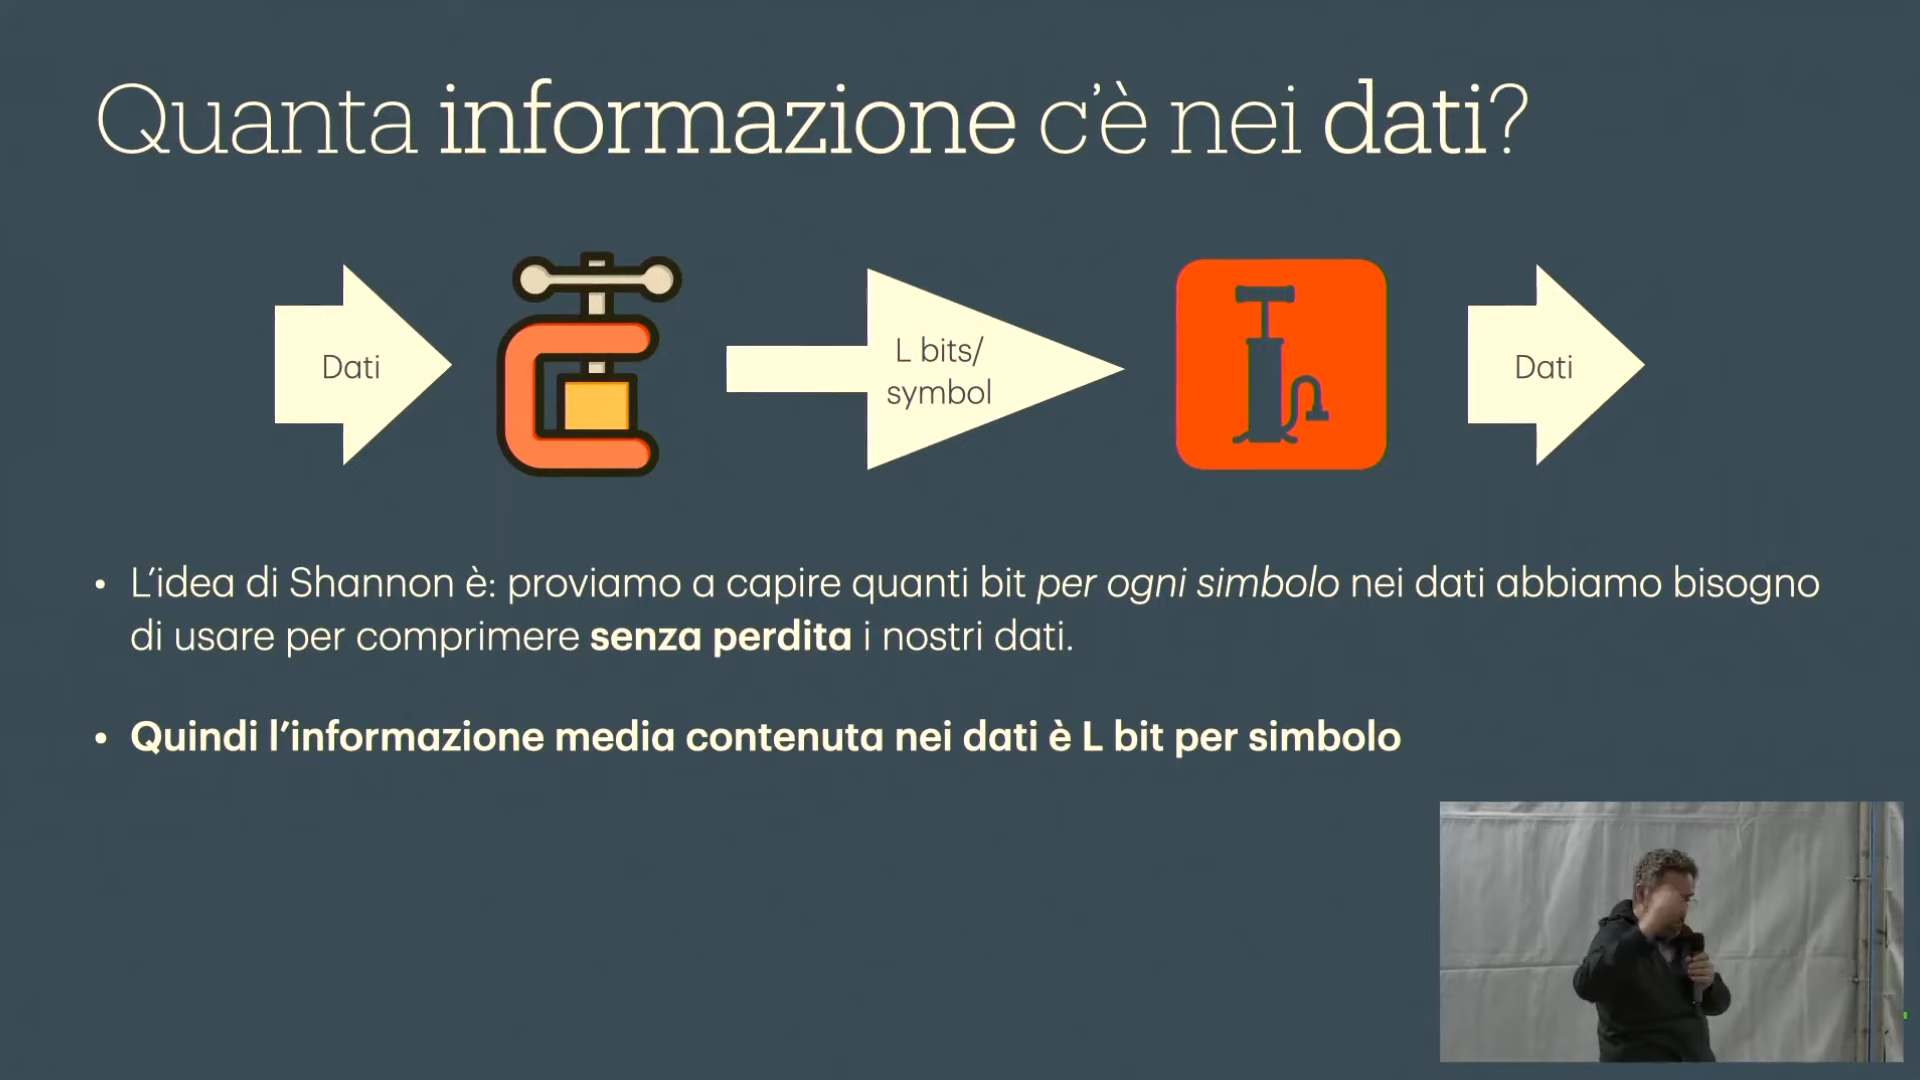 Quanta informazione c'è nei dati?
Dati
L bits/
symbol
Dati
• L'idea di Shannon è: proviamo a capire quanti bit per ogni simbolo nei dati abbiamo bisogno
di usare per comprimere senza perdita i nostri dati.
• Quindi l'informazione media contenuta nei dati è L bit per simbolo